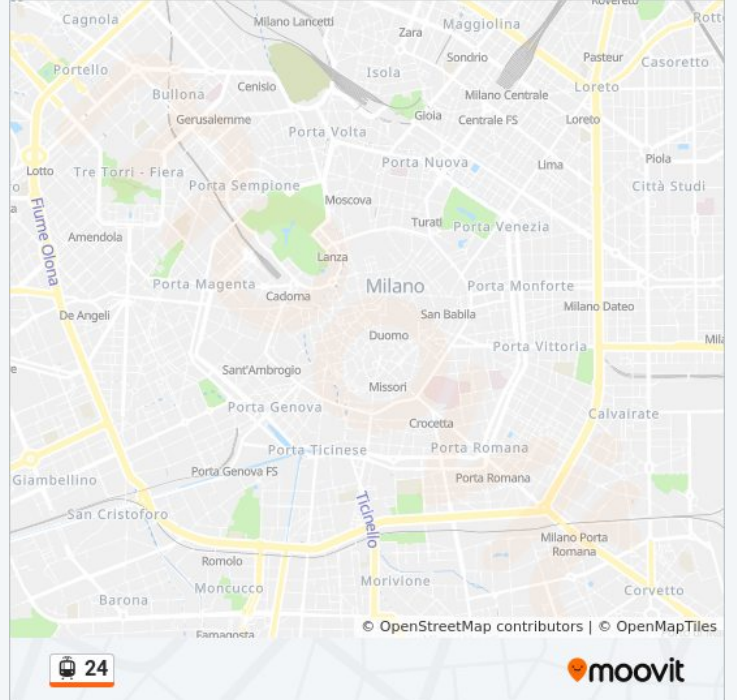 Cagnola
Milano Lancetti
Maggiolina
Rovereto
Zara
Sondrio
Pasteur
Casoretto
Portello
Isola
Bullona
Cenisio
Milano Centrale
Loreto
Gerusalemme
Gioia
Centrale FS
Loreto
Porta Volta
Lotto
Tre Torri - Fiera
Porta Nuova
Lima
Piola
Porta Sempione
Città Studi
Moscova
Fiume Olona
Turati
Porta Venezia
Amendola
Lanza
Porta Magenta
Cadorna
Milano
Porta Monforte
De Angeli
San Babila
Milano Dateo
Duomo
Porta Vittoria
Sant'Ambrogio
Missori
Porta Genova
Crocetta
Calvairate
Porta Ticinese
Porta Romana
Giambellino
Porta Genova FS
Porta Romana
San Cristoforo
Ticinello
Milano Porta
Romana
Romolo
Moncucco
Morivione
Corvetto
Barona
Famagosta
© OpenStreetMap contributors | © OpenMapTiles
24
moovit